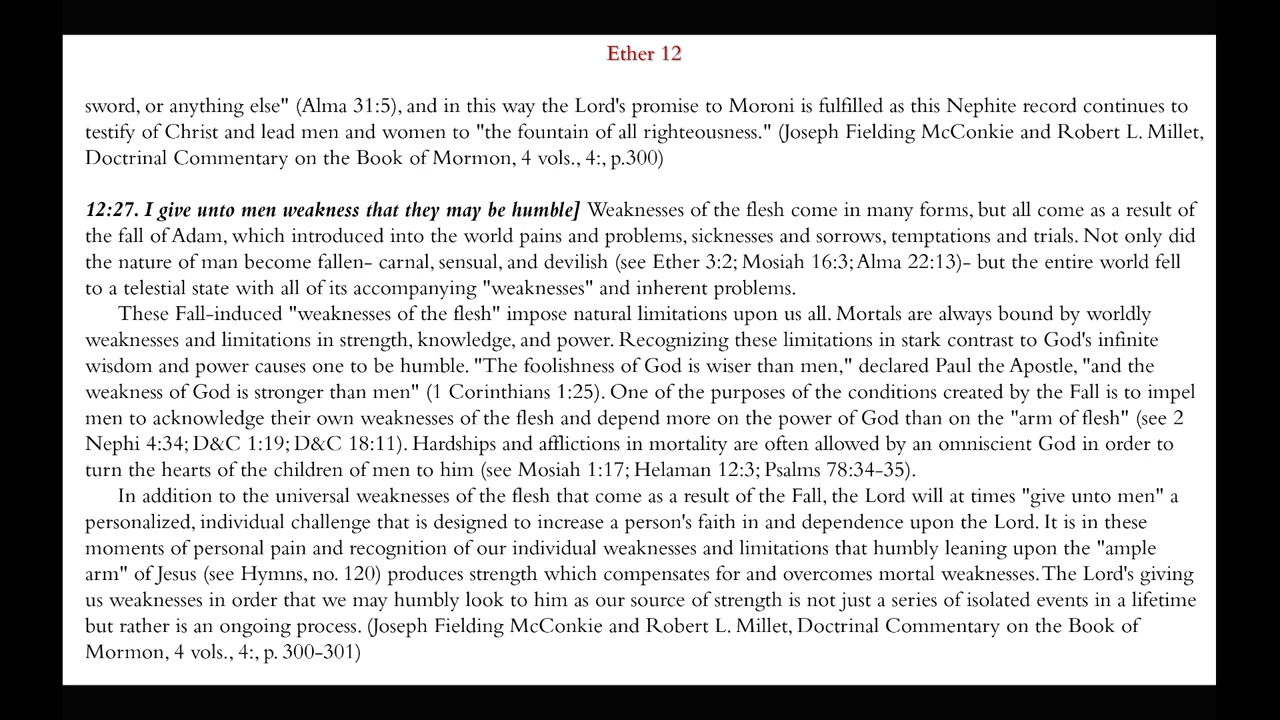 Ether 12
sword, or anything else" (Alma 31:5), and in this way the Lord's promise to Moroni is fulfilled as this Nephite record continues to
testify of Christ and lead men and women to "the fountain of all righteousness." (Joseph Fielding McConkie and Robert L. Millet,
Doctrinal Commentary on the Book of Mormon, 4 vols., 4:, p.300)
12:27. I give unto men weakness that they may be humble] Weaknesses of the flesh come in many forms, but all come as a result of
the fall of Adam, which introduced into the world pains and problems, sicknesses and sorrows, temptations and trials. Not only did
the nature of man become fallen- carnal, sensual, and devilish (see Ether 3:2; Mosiah 16:3; Alma 22:13)- but the entire world fell
to a telestial state with all of its accompanying "weaknesses" and inherent problems.
These Fall-induced "weaknesses of the flesh" impose natural limitations upon us all. Mortals are always bound by worldly
weaknesses and limitations in strength, knowledge, and power. Recognizing these limitations in stark contrast to God's infinite
wisdom and power causes one to be humble. "The foolishness of God is wiser than men," declared Paul the Apostle, "and the
weakness of God is stronger than men" (1 Corinthians 1:25). One of the purposes of the conditions created by the Fall is to impel
men to acknowledge their own weaknesses of the flesh and depend more on the power of God than on the "arm of flesh" (see 2
Nephi 4:34; D&C 1:19; D&C 18:11). Hardships and afflictions in mortality are often allowed by an omniscient God in order to
turn the hearts of the children of men to him (see Mosiah 1:17; Helaman 12:3; Psalms 78:34-35).
In addition to the universal weaknesses of the flesh that come as a result of the Fall, the Lord will at times "give unto men" a
personalized, individual challenge that is designed to increase a person's faith in and dependence upon the Lord. It is in these
moments of personal pain and recognition of our individual weaknesses and limitations that humbly leaning upon the "ample
arm" of Jesus (see Hymns, no. 120) produces strength which compensates for and overcomes mortal weaknesses. The Lord's giving
us weaknesses in order that we may humbly look to him as our source of strength is not just a series of isolated events in a lifetime
but rather is an ongoing process. (Joseph Fielding McConkie and Robert L. Millet, Doctrinal Commentary on the Book of
Mormon, 4 vols., 4:, p. 300-301)